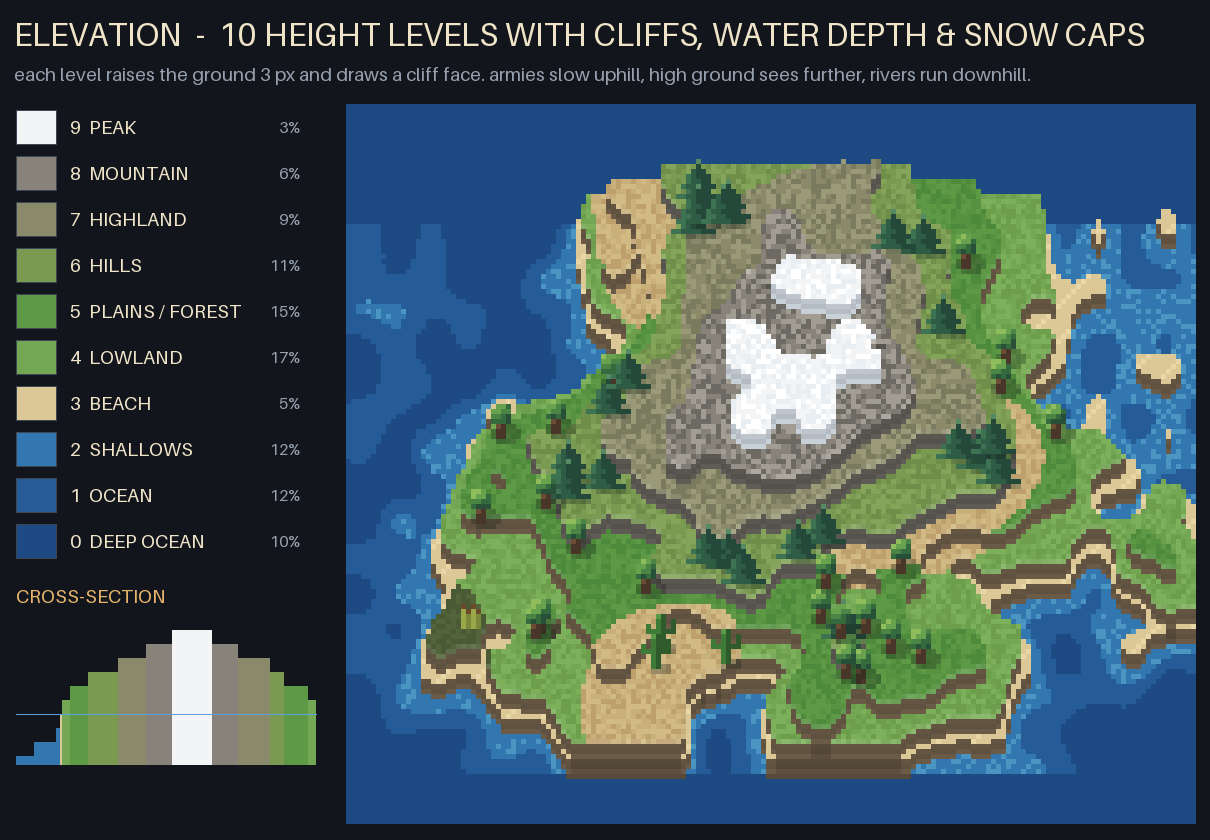 ELEVATION - 10 HEIGHT LEVELS WITH CLIFFS, WATER DEPTH & SNOW CAPS
each level raises the ground 3 px and draws a cliff face. armies slow uphill, high ground sees further, rivers run downhill.
9 PEAK 3%
8 MOUNTAIN 6%
7 HIGHLAND 9%
6 HILLS 11%
5 PLAINS / FOREST 15%
4 LOWLAND 17%
3 BEACH 5%
2 SHALLOWS 12%
1 OCEAN 12%
0 DEEP OCEAN 10%
CROSS-SECTION